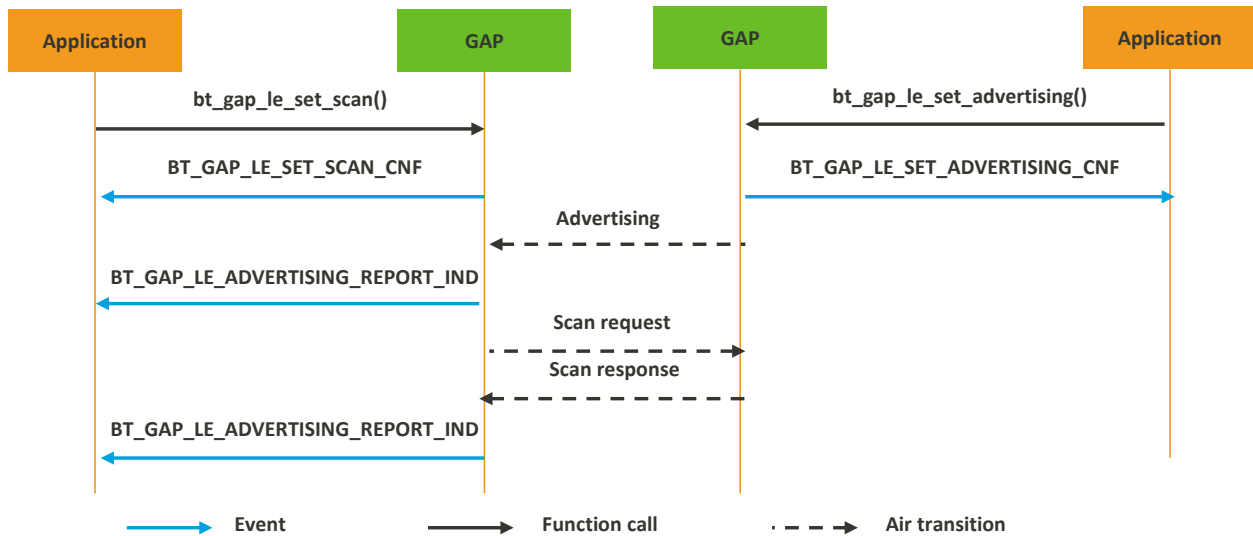 Application
GAP
GAP
Application
bt_gap_le_set_scan()
bt_gap_le_set_advertising()
BT_GAP_LE_SET_SCAN_CNF
BT_GAP_LE_SET_ADVERTISING_CNF
Advertising
BT_GAP_LE_ADVERTISING_REPORT_IND
Scan request
Scan response
BT_GAP_LE_ADVERTISING_REPORT_IND
Event
Function call
Air transition